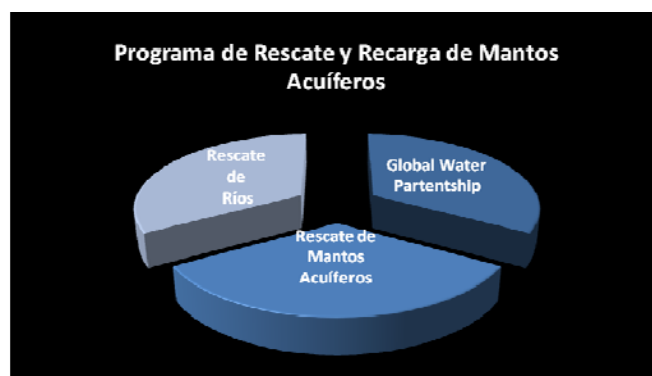 Programa de Rescate y Recarga de Mantos
Acuíferos
Rescate
de
Ríos
Global Water
Partentship
Rescate de
Mantos
Acuíferos